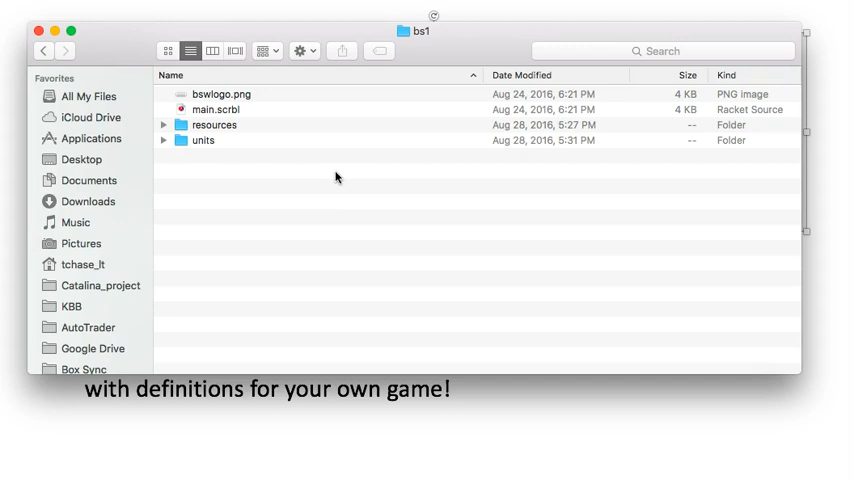 bs1
Search
Name Date Modified Size Kind
Favorites
All My Files
iCloud Drive
Applications
Desktop
Documents
Downloads
Music
Pictures
tchase_lt
Catalina_project
KBB
AutoTrader
Google Drive
Box Sync
bswlogo.png Aug 24, 2016, 6:21 PM 4 KB PNG image
main.scrbl Aug 24, 2016, 6:21 PM 4 KB Racket Source
resources Aug 28, 2016, 5:27 PM -- Folder
units Aug 28, 2016, 5:31 PM -- Folder
with definitions for your own game!